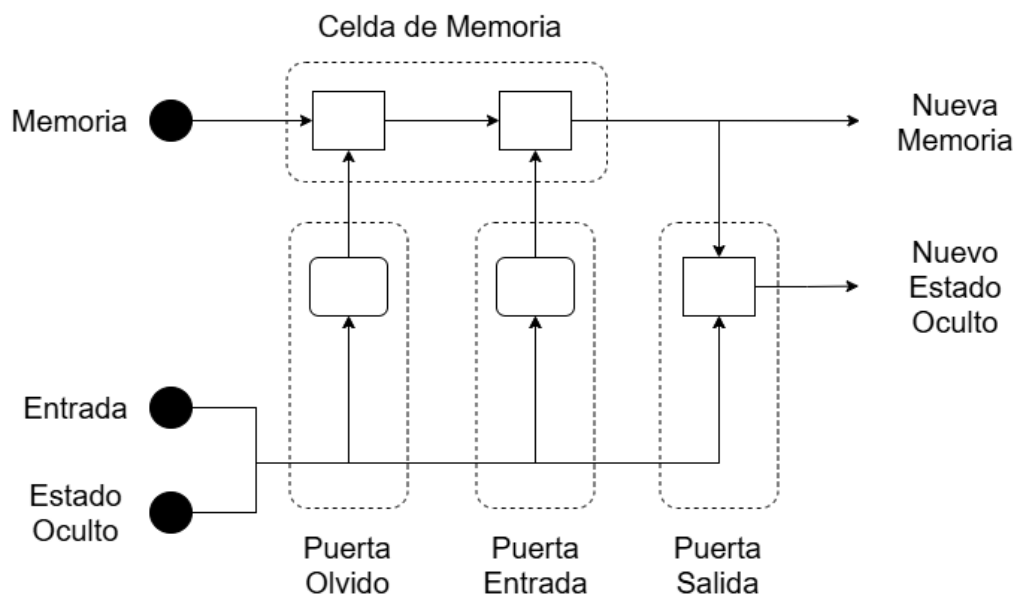 Celda de Memoria
Memoria
Nueva
Memoria
Nuevo
Estado
Oculto
Entrada
Estado
Oculto
Puerta
Olvido
Puerta
Entrada
Puerta
Salida